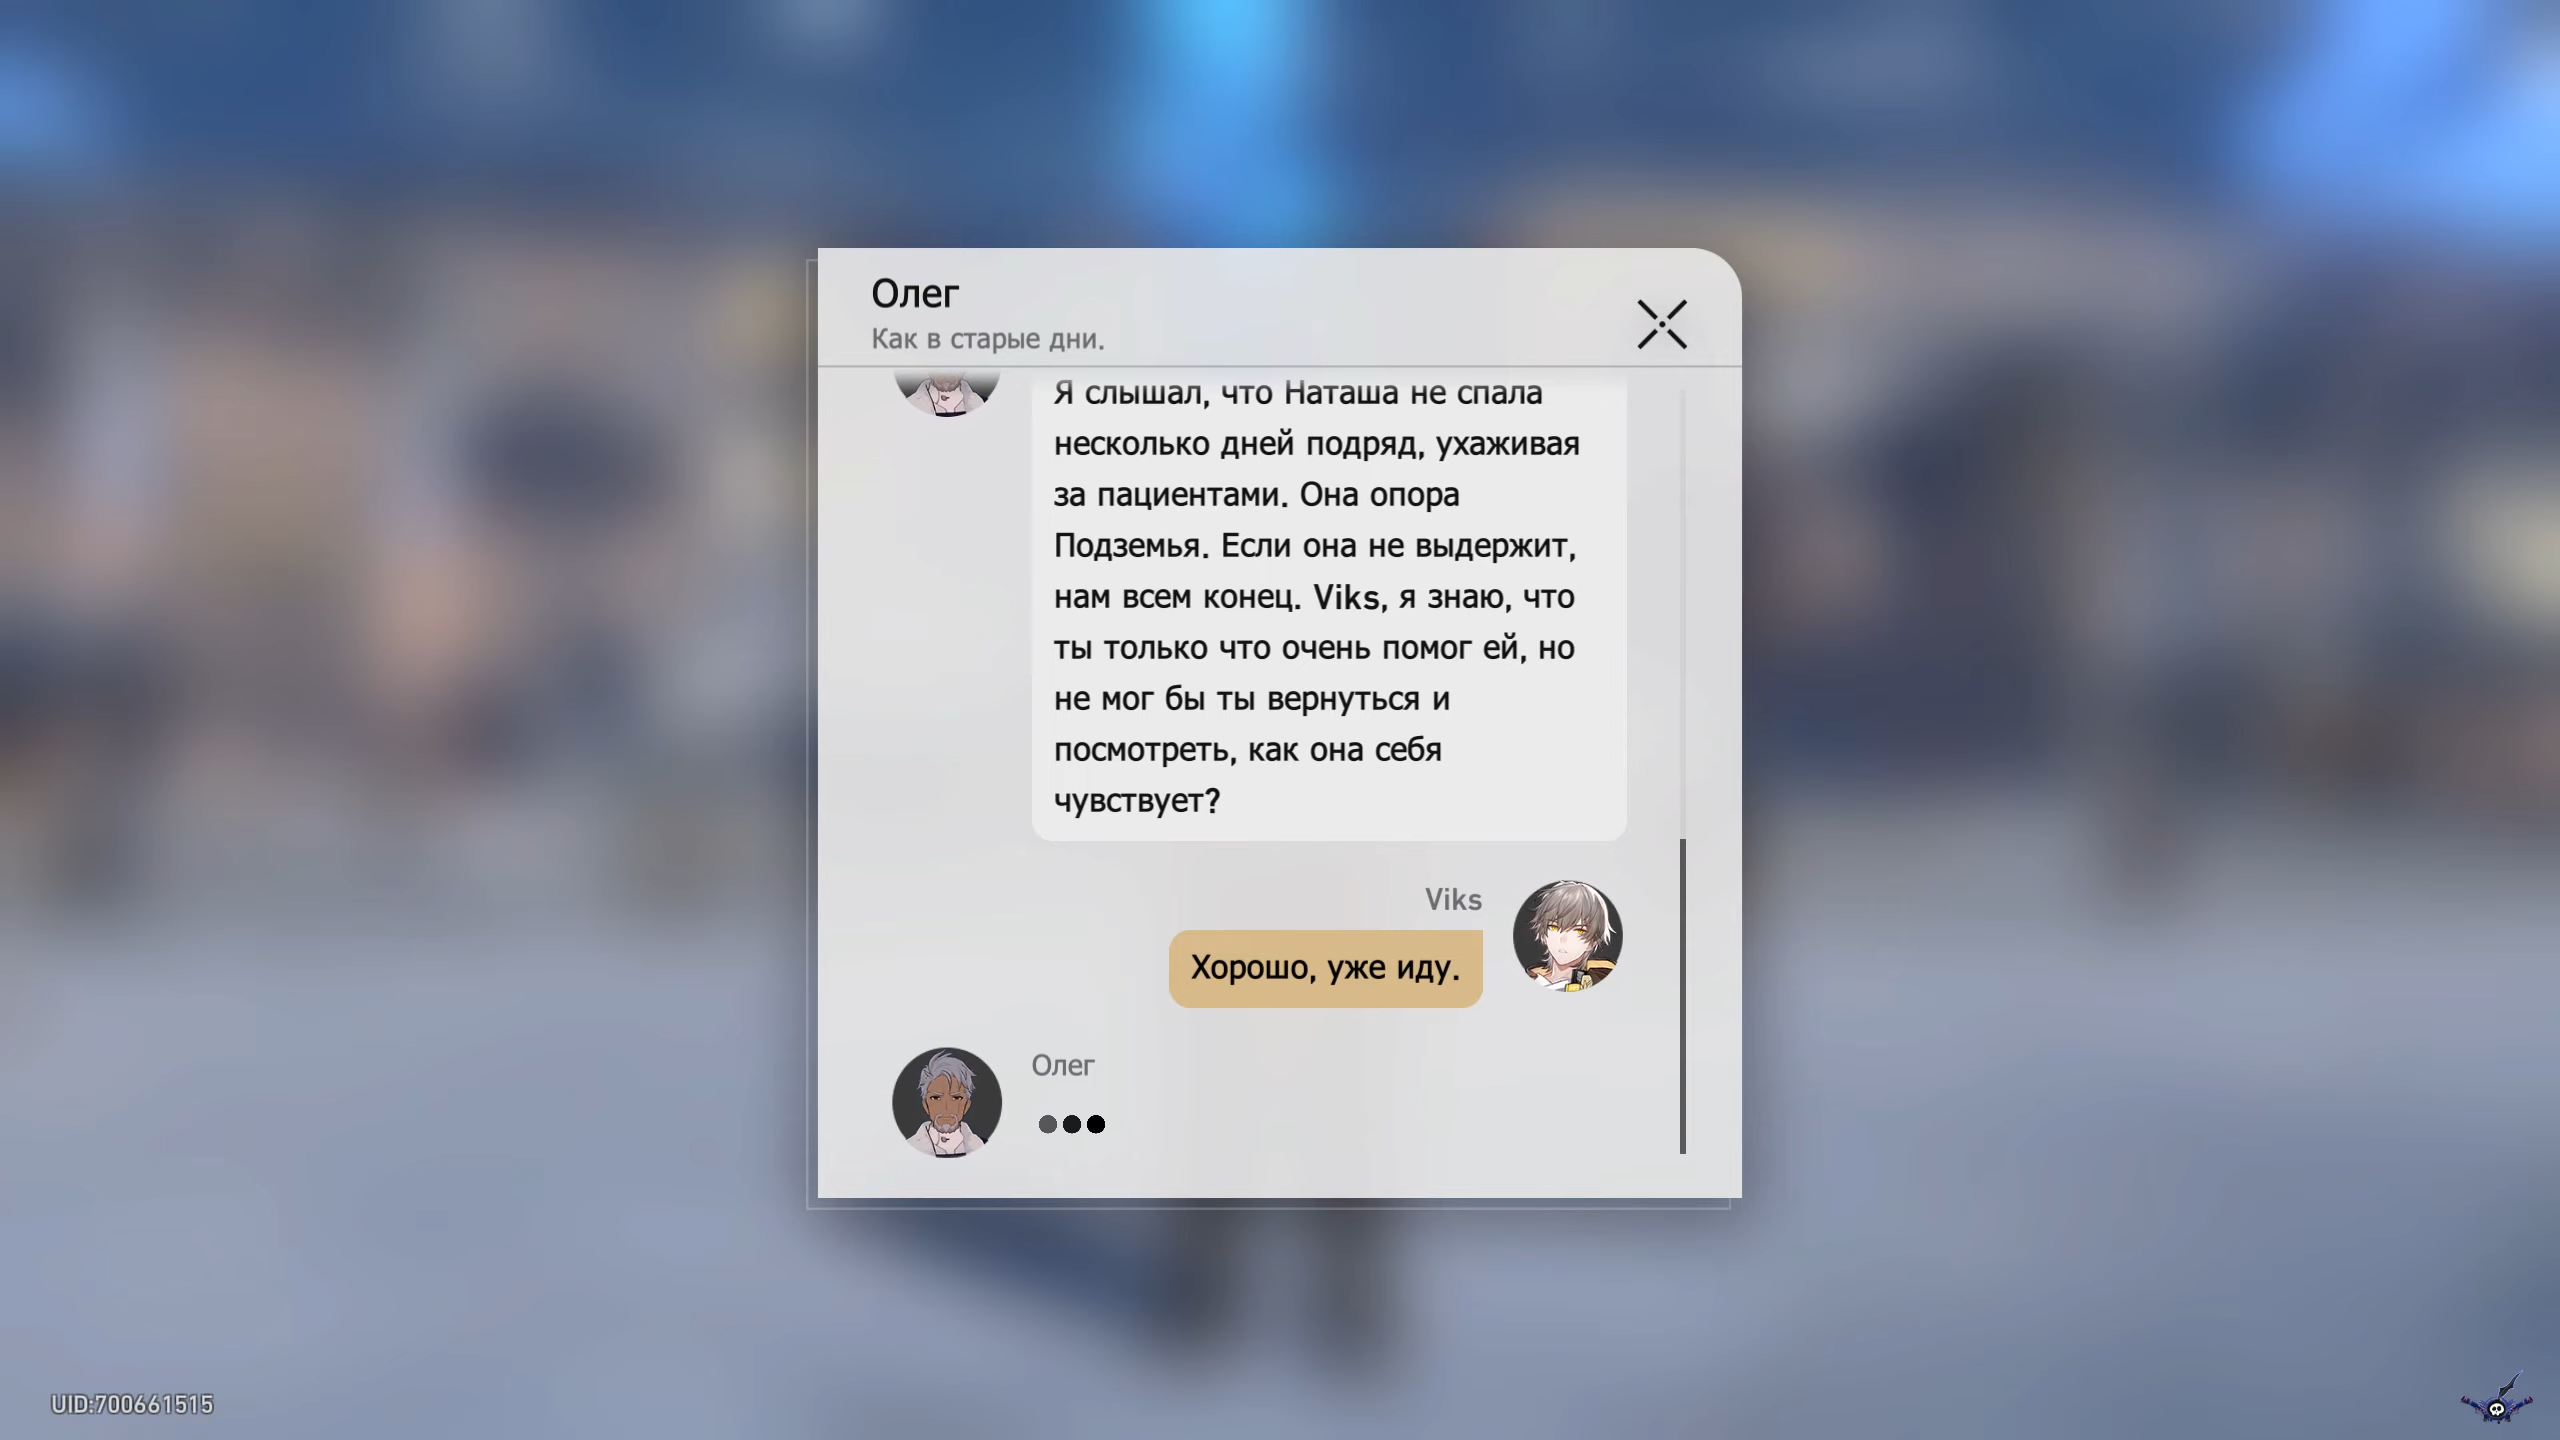 Олег
Как в старые дни.
Я слышал, что Наташа не спала
несколько дней подряд, ухаживая
за пациентами. Она опора
Подземья. Если она не выдержит,
нам всем конец. Viks, я знаю, что
ты только что очень помог ей, но
не мог бы ты вернуться и
посмотреть, как она себя
чувствует?
Viks
Хорошо, уже иду.
Олег
UID:700661515